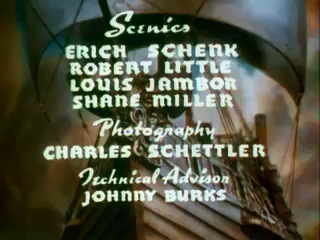 Scenics
ERICH SCHENK
ROBERT LITTLE
LOUIS JAMBOR
SHANE MILLER
Photography
CHARLES SCHETTLER
Technical Advisor
JOHNNY BURKS